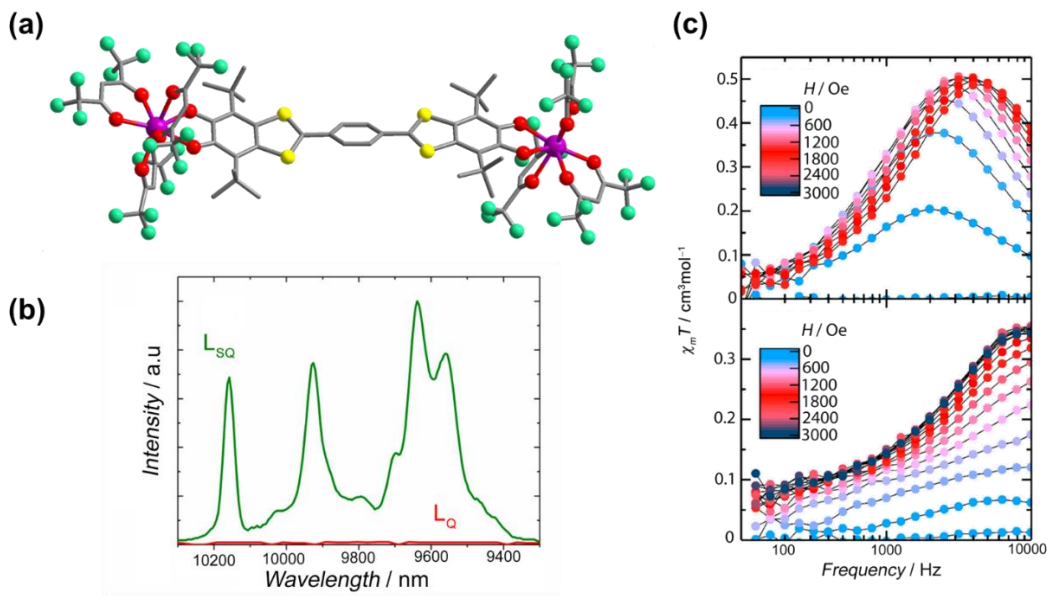 (a)
(b)
Intensity / a.u
L_SQ
L_Q
10200 10000 9800 9600 9400
Wavelength / nm
(c)
χ_mT / cm³mol⁻¹
0.5
0.4
0.3
0.2
0.1
0
H / Oe
0
600
1200
1800
2400
3000
0.3
0.2
0.1
0
H / Oe
0
600
1200
1800
2400
3000
100 1000 10000
Frequency / Hz